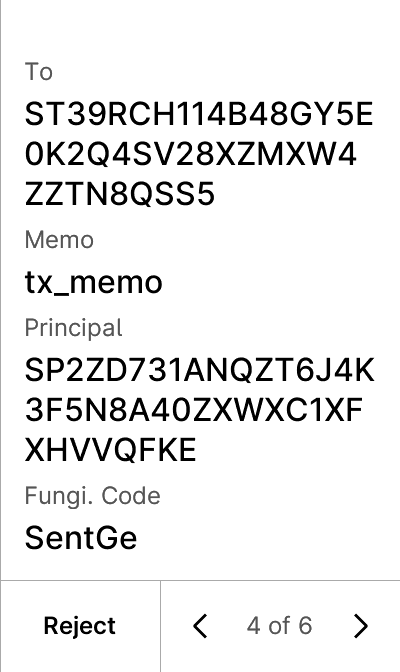 To
ST39RCH114B48GY5E
0K2Q4SV28XZMXW4
ZZTN8QSS5
Memo
tx_memo
Principal
SP2ZD731ANQZT6J4K
3F5N8A40ZXWXC1XF
XHVVQFKE
Fungi. Code
SentGe
Reject
4 of 6